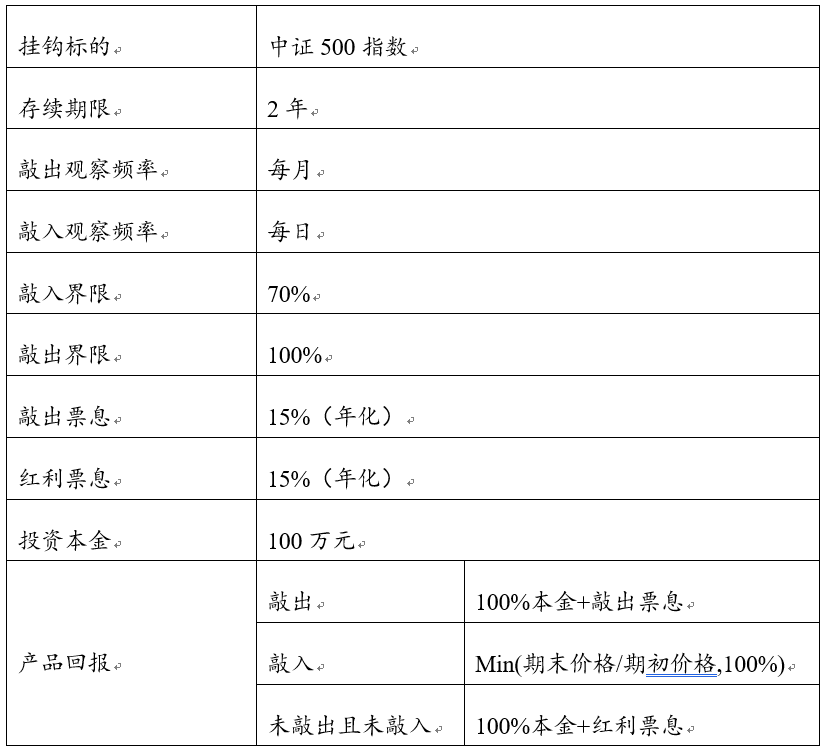 挂钩标的 中证 500 指数
存续期限 2 年
敲出观察频率 每月
敲入观察频率 每日
敲入界限 70%
敲出界限 100%
敲出票息 15%（年化）
红利票息 15%（年化）
投资本金 100 万元
产品回报
敲出 100%本金+敲出票息
敲入 Min(期末价格/期初价格,100%)
未敲出且未敲入 100%本金+红利票息